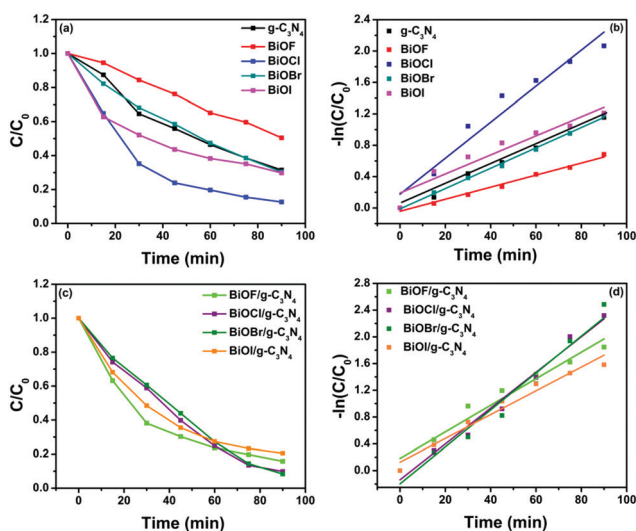 (a)
g-C₃N₄
BiOF
BiOCl
BiOBr
BiOI
C/C₀
1.2
1.0
0.8
0.6
0.4
0.2
0.0
0 20 40 60 80 100
Time (min)
(b)
g-C₃N₄
BiOF
BiOCl
BiOBr
BiOI
-ln(C/C₀)
2.4
1.8
1.2
0.6
0.0
0 20 40 60 80 100
Time (min)
(c)
BiOF/g-C₃N₄
BiOCl/g-C₃N₄
BiOBr/g-C₃N₄
BiOI/g-C₃N₄
C/C₀
1.2
1.0
0.8
0.6
0.4
0.2
0.0
0 20 40 60 80 100
Time (min)
(d)
BiOF/g-C₃N₄
BiOCl/g-C₃N₄
BiOBr/g-C₃N₄
BiOI/g-C₃N₄
-ln(C/C₀)
2.8
2.4
2.0
1.6
1.2
0.8
0.4
0.0
0 20 40 60 80 100
Time (min)